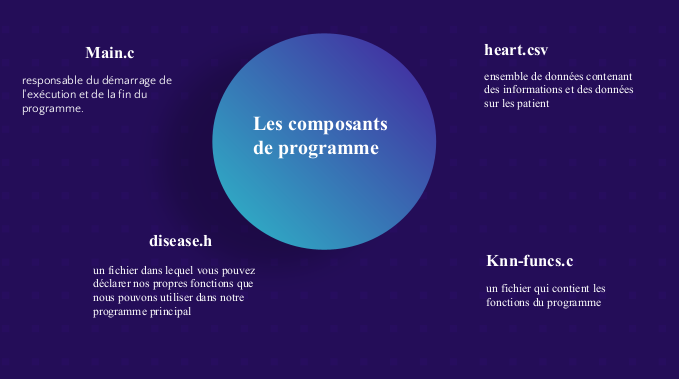 Main.c
responsable du démarrage de
l'exécution et de la fin du
programme.
Les composants
de programme
heart.csv
ensemble de données contenant
des informations et des données
sur les patient
disease.h
un fichier dans lequel vous pouvez
déclarer nos propres fonctions que
nous pouvons utiliser dans notre
programme principal
Knn-funcs.c
un fichier qui contient les
fonctions du programme